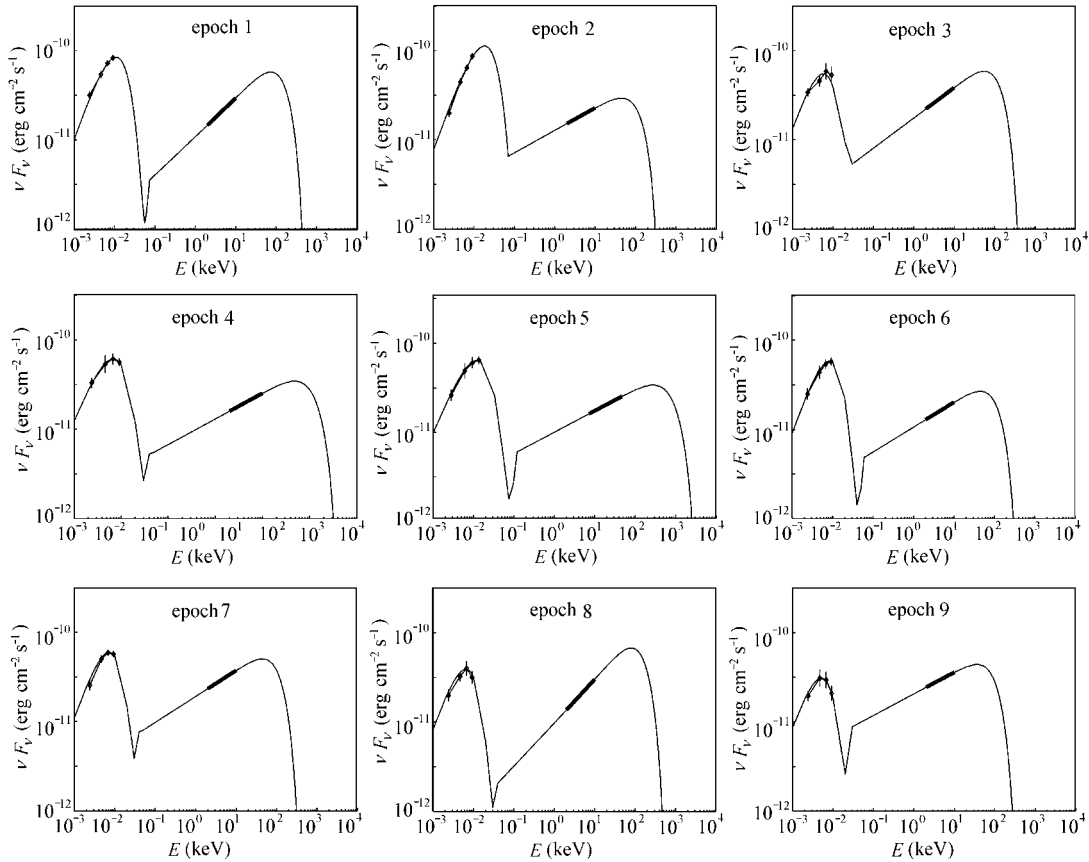 epoch 1
10⁻¹⁰
10⁻¹¹
10⁻¹²
ν Fν (erg cm⁻² s⁻¹)
10⁻³ 10⁻² 10⁻¹ 10⁰ 10¹ 10² 10³ 10⁴
E (keV)
epoch 2
10⁻¹⁰
10⁻¹¹
10⁻¹²
ν Fν (erg cm⁻² s⁻¹)
10⁻³ 10⁻² 10⁻¹ 10⁰ 10¹ 10² 10³ 10⁴
E (keV)
epoch 3
10⁻¹⁰
10⁻¹¹
10⁻¹²
ν Fν (erg cm⁻² s⁻¹)
10⁻³ 10⁻² 10⁻¹ 10⁰ 10¹ 10² 10³ 10⁴
E (keV)
epoch 4
10⁻¹⁰
10⁻¹¹
10⁻¹²
ν Fν (erg cm⁻² s⁻¹)
10⁻³ 10⁻² 10⁻¹ 10⁰ 10¹ 10² 10³ 10⁴
E (keV)
epoch 5
10⁻¹⁰
10⁻¹¹
10⁻¹²
ν Fν (erg cm⁻² s⁻¹)
10⁻³ 10⁻² 10⁻¹ 10⁰ 10¹ 10² 10³ 10⁴
E (keV)
epoch 6
10⁻¹⁰
10⁻¹¹
10⁻¹²
ν Fν (erg cm⁻² s⁻¹)
10⁻³ 10⁻² 10⁻¹ 10⁰ 10¹ 10² 10³ 10⁴
E (keV)
epoch 7
10⁻¹⁰
10⁻¹¹
10⁻¹²
ν Fν (erg cm⁻² s⁻¹)
10⁻³ 10⁻² 10⁻¹ 10⁰ 10¹ 10² 10³ 10⁴
E (keV)
epoch 8
10⁻¹⁰
10⁻¹¹
10⁻¹²
ν Fν (erg cm⁻² s⁻¹)
10⁻³ 10⁻² 10⁻¹ 10⁰ 10¹ 10² 10³ 10⁴
E (keV)
epoch 9
10⁻¹⁰
10⁻¹¹
10⁻¹²
ν Fν (erg cm⁻² s⁻¹)
10⁻³ 10⁻² 10⁻¹ 10⁰ 10¹ 10² 10³ 10⁴
E (keV)